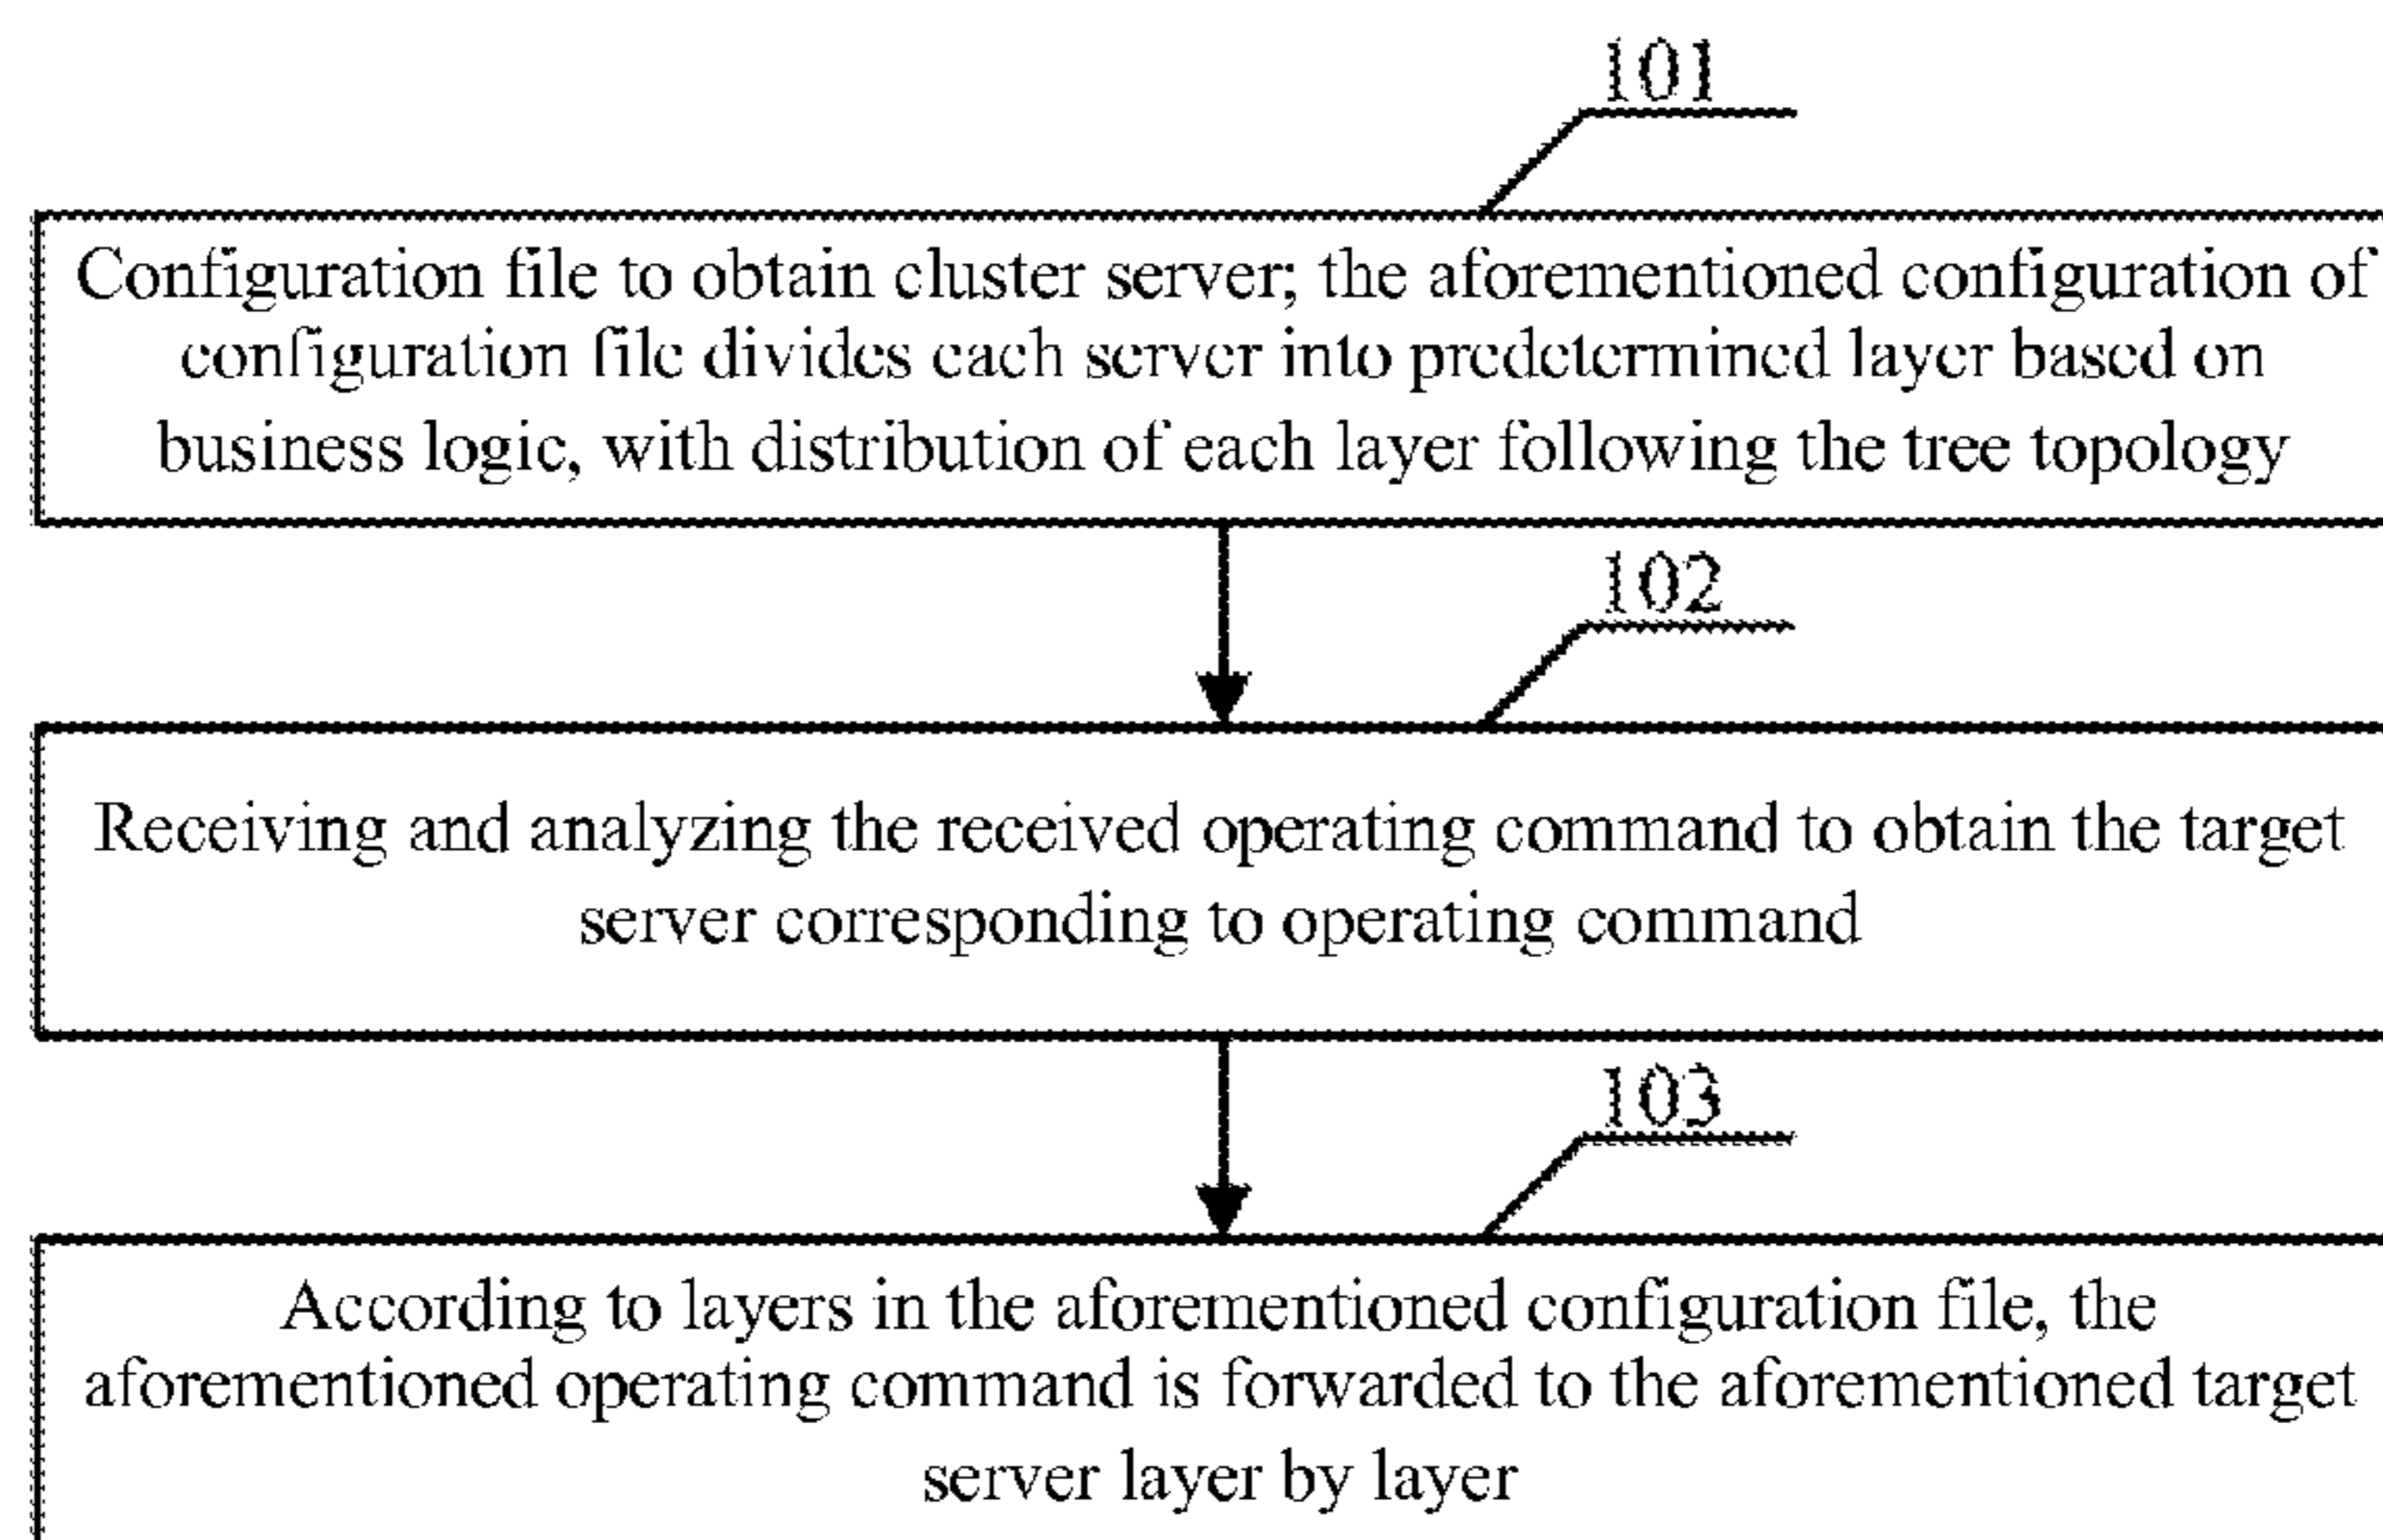 101
Configuration file to obtain cluster server; the aforementioned configuration of
configuration file divides each server into predetermined layer based on
business logic, with distribution of each layer following the tree topology
102
Receiving and analyzing the received operating command to obtain the target
server corresponding to operating command
103
According to layers in the aforementioned configuration file, the
aforementioned operating command is forwarded to the aforementioned target
server layer by layer